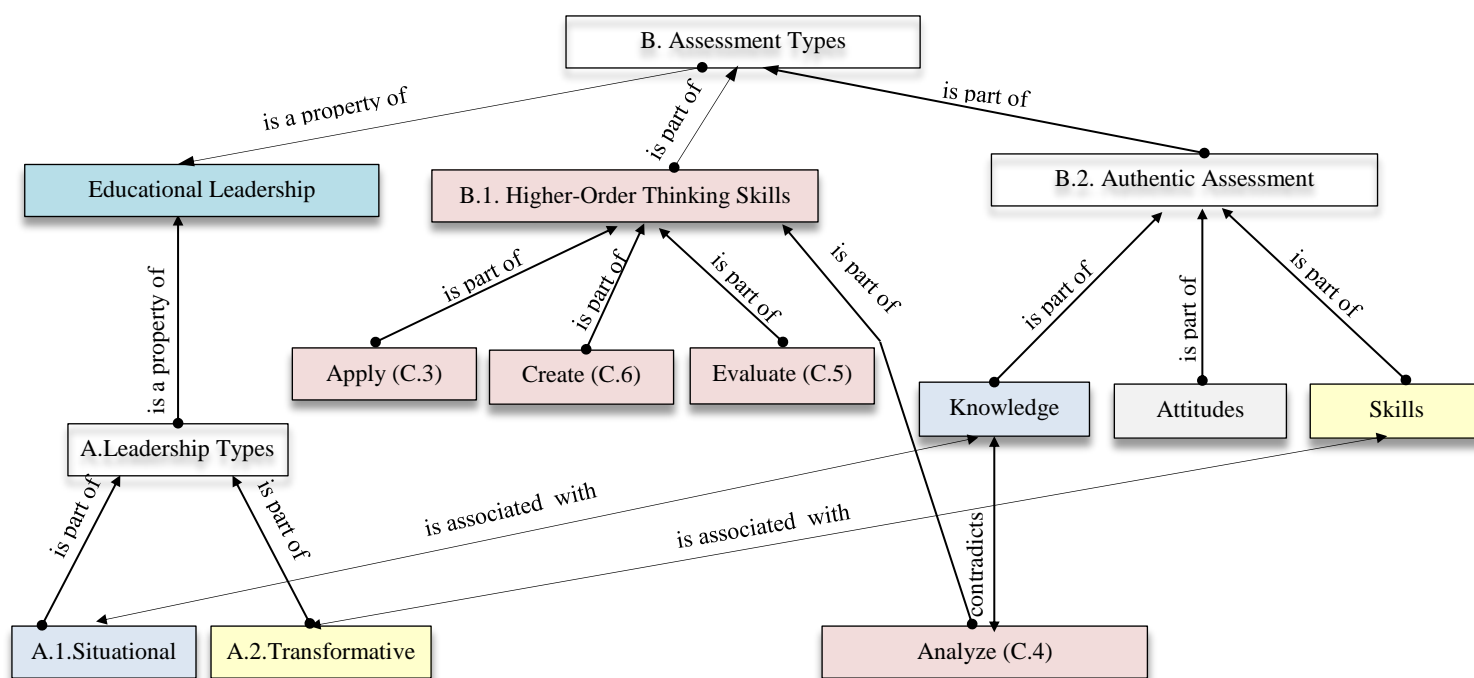 B. Assessment Types
is a property of
is part of
is part of
Educational Leadership
B.1. Higher-Order Thinking Skills
B.2. Authentic Assessment
is a property of
is part of
is part of
is part of
is part of
is part of
is part of
is part of
Apply (C.3)
Create (C.6)
Evaluate (C.5)
Knowledge
Attitudes
Skills
A.Leadership Types
is part of
is part of
is associated with
is associated with
contradicts
A.1.Situational
A.2.Transformative
Analyze (C.4)